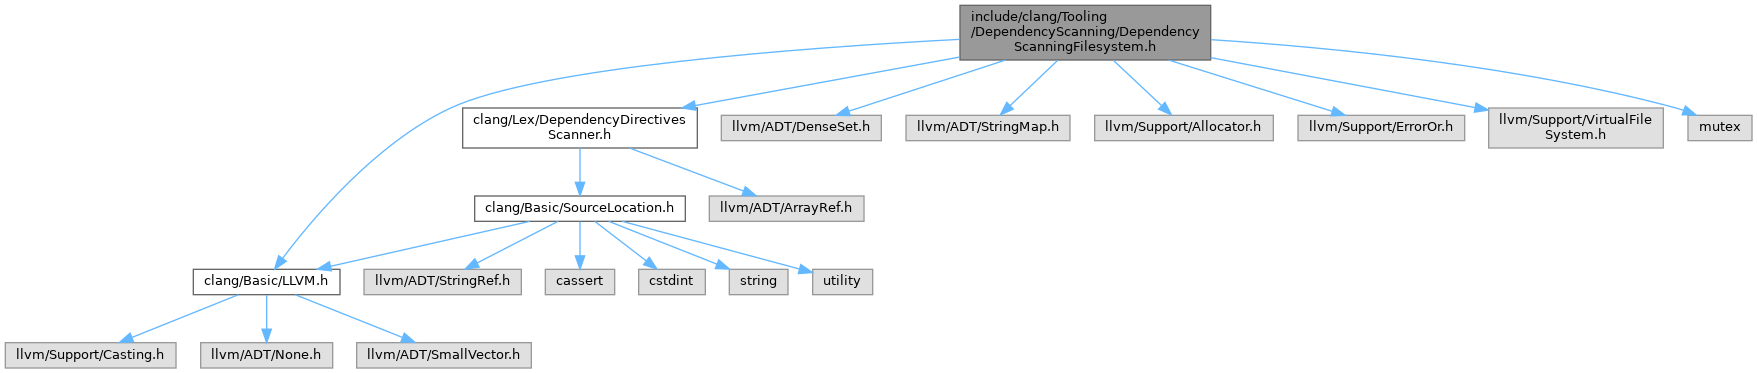 include/clang/Tooling
/DependencyScanning/Dependency
ScanningFilesystem.h
clang/Lex/DependencyDirectives
Scanner.h
llvm/ADT/DenseSet.h
llvm/ADT/StringMap.h
llvm/Support/Allocator.h
llvm/Support/ErrorOr.h
llvm/Support/VirtualFile
System.h
mutex
clang/Basic/SourceLocation.h
llvm/ADT/ArrayRef.h
clang/Basic/LLVM.h
llvm/ADT/StringRef.h
cassert
cstdint
string
utility
llvm/Support/Casting.h
llvm/ADT/None.h
llvm/ADT/SmallVector.h